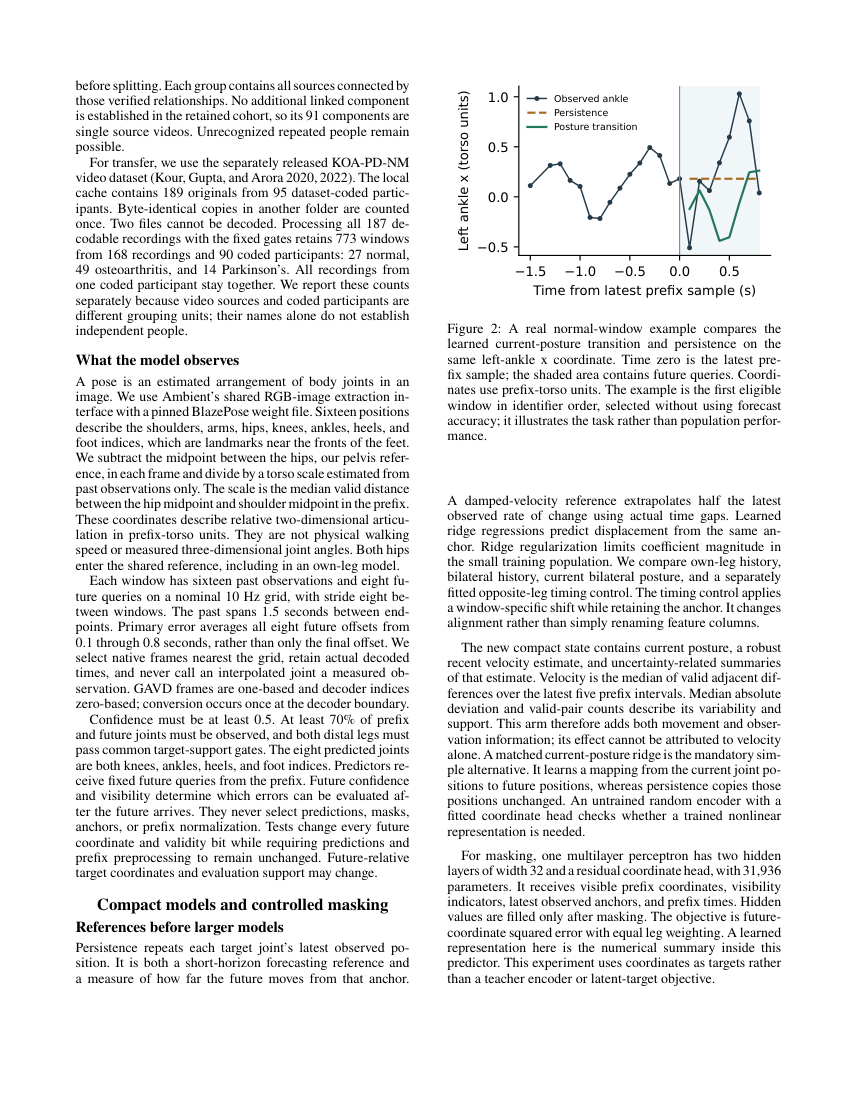 before splitting. Each group contains all sources connected by
those verified relationships. No additional linked component
is established in the retained cohort, so its 91 components are
single source videos. Unrecognized repeated people remain
possible.
For transfer, we use the separately released KOA-PD-NM
video dataset (Kour, Gupta, and Arora 2020, 2022). The local
cache contains 189 originals from 95 dataset-coded partic-
ipants. Byte-identical copies in another folder are counted
once. Two files cannot be decoded. Processing all 187 de-
codable recordings with the fixed gates retains 773 windows
from 168 recordings and 90 coded participants: 27 normal,
49 osteoarthritis, and 14 Parkinson's. All recordings from
one coded participant stay together. We report these counts
separately because video sources and coded participants are
different grouping units; their names alone do not establish
independent people.
What the model observes
A pose is an estimated arrangement of body joints in an
image. We use Ambient's shared RGB-image extraction in-
terface with a pinned BlazePose weight file. Sixteen positions
describe the shoulders, arms, hips, knees, ankles, heels, and
foot indices, which are landmarks near the fronts of the feet.
We subtract the midpoint between the hips, our pelvis refer-
ence, in each frame and divide by a torso scale estimated from
past observations only. The scale is the median valid distance
between the hip midpoint and shoulder midpoint in the prefix.
These coordinates describe relative two-dimensional articu-
lation in prefix-torso units. They are not physical walking
speed or measured three-dimensional joint angles. Both hips
enter the shared reference, including in an own-leg model.
Each window has sixteen past observations and eight fu-
ture queries on a nominal 10 Hz grid, with stride eight be-
tween windows. The past spans 1.5 seconds between end-
points. Primary error averages all eight future offsets from
0.1 through 0.8 seconds, rather than only the final offset. We
select native frames nearest the grid, retain actual decoded
times, and never call an interpolated joint a measured ob-
servation. GAVD frames are one-based and decoder indices
zero-based; conversion occurs once at the decoder boundary.
Confidence must be at least 0.5. At least 70% of prefix
and future joints must be observed, and both distal legs must
pass common target-support gates. The eight predicted joints
are both knees, ankles, heels, and foot indices. Predictors re-
ceive fixed future queries from the prefix. Future confidence
and visibility determine which errors can be evaluated af-
ter the future arrives. They never select predictions, masks,
anchors, or prefix normalization. Tests change every future
coordinate and validity bit while requiring predictions and
prefix preprocessing to remain unchanged. Future-relative
target coordinates and evaluation support may change.
Compact models and controlled masking
References before larger models
Persistence repeats each target joint's latest observed po-
sition. It is both a short-horizon forecasting reference and
a measure of how far the future moves from that anchor.
Left ankle x (torso units)
1.0
0.5
0.0
−0.5
Observed ankle
Persistence
Posture transition
−1.5 −1.0 −0.5 0.0 0.5
Time from latest prefix sample (s)
Figure 2: A real normal-window example compares the
learned current-posture transition and persistence on the
same left-ankle x coordinate. Time zero is the latest pre-
fix sample; the shaded area contains future queries. Coordi-
nates use prefix-torso units. The example is the first eligible
window in identifier order, selected without using forecast
accuracy; it illustrates the task rather than population perfor-
mance.
A damped-velocity reference extrapolates half the latest
observed rate of change using actual time gaps. Learned
ridge regressions predict displacement from the same an-
chor. Ridge regularization limits coefficient magnitude in
the small training population. We compare own-leg history,
bilateral history, current bilateral posture, and a separately
fitted opposite-leg timing control. The timing control applies
a window-specific shift while retaining the anchor. It changes
alignment rather than simply renaming feature columns.
The new compact state contains current posture, a robust
recent velocity estimate, and uncertainty-related summaries
of that estimate. Velocity is the median of valid adjacent dif-
ferences over the latest five prefix intervals. Median absolute
deviation and valid-pair counts describe its variability and
support. This arm therefore adds both movement and obser-
vation information; its effect cannot be attributed to velocity
alone. A matched current-posture ridge is the mandatory sim-
ple alternative. It learns a mapping from the current joint po-
sitions to future positions, whereas persistence copies those
positions unchanged. An untrained random encoder with a
fitted coordinate head checks whether a trained nonlinear
representation is needed.
For masking, one multilayer perceptron has two hidden
layers of width 32 and a residual coordinate head, with 31,936
parameters. It receives visible prefix coordinates, visibility
indicators, latest observed anchors, and prefix times. Hidden
values are filled only after masking. The objective is future-
coordinate squared error with equal leg weighting. A learned
representation here is the numerical summary inside this
predictor. This experiment uses coordinates as targets rather
than a teacher encoder or latent-target objective.